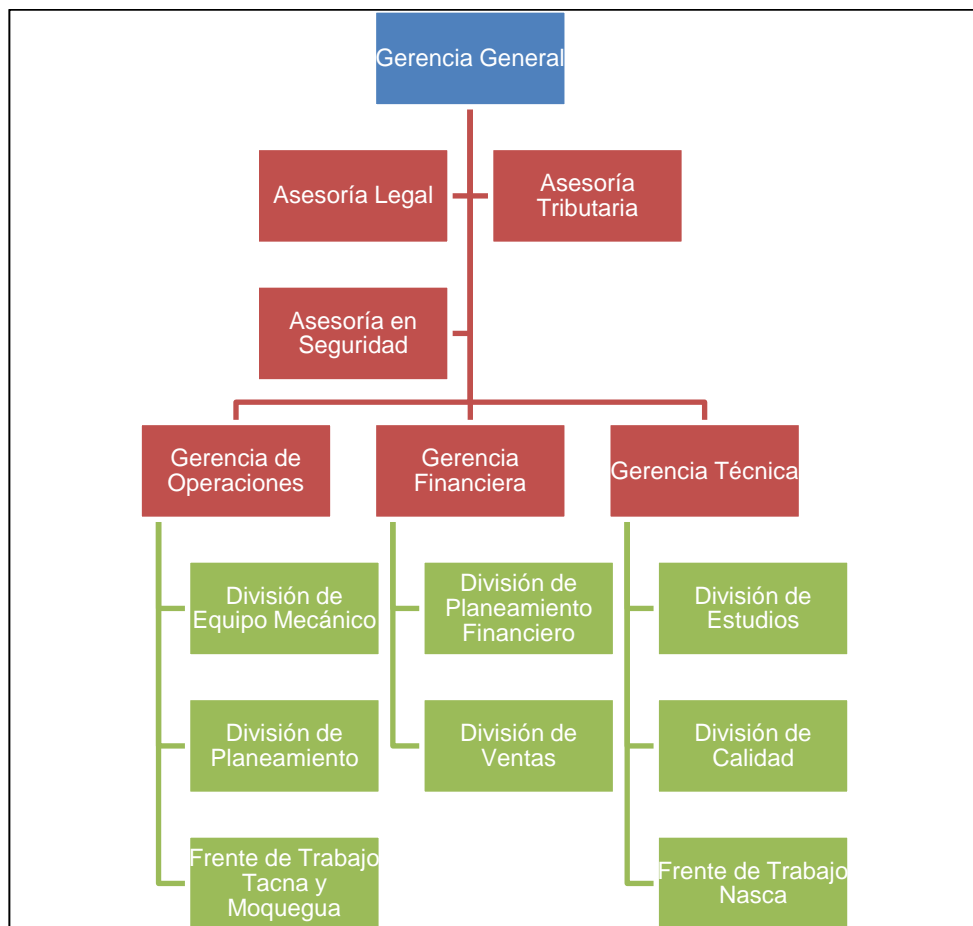 Gerencia General
Asesoría Legal
Asesoría
Tributaria
Asesoría en
Seguridad
Gerencia de
Operaciones
Gerencia
Financiera
Gerencia Técnica
División de
Equipo Mecánico
División de
Planeamiento
Financiero
División de
Estudios
División de
Planeamiento
División de
Ventas
División de
Calidad
Frente de Trabajo
Tacna y
Moquegua
Frente de Trabajo
Nasca